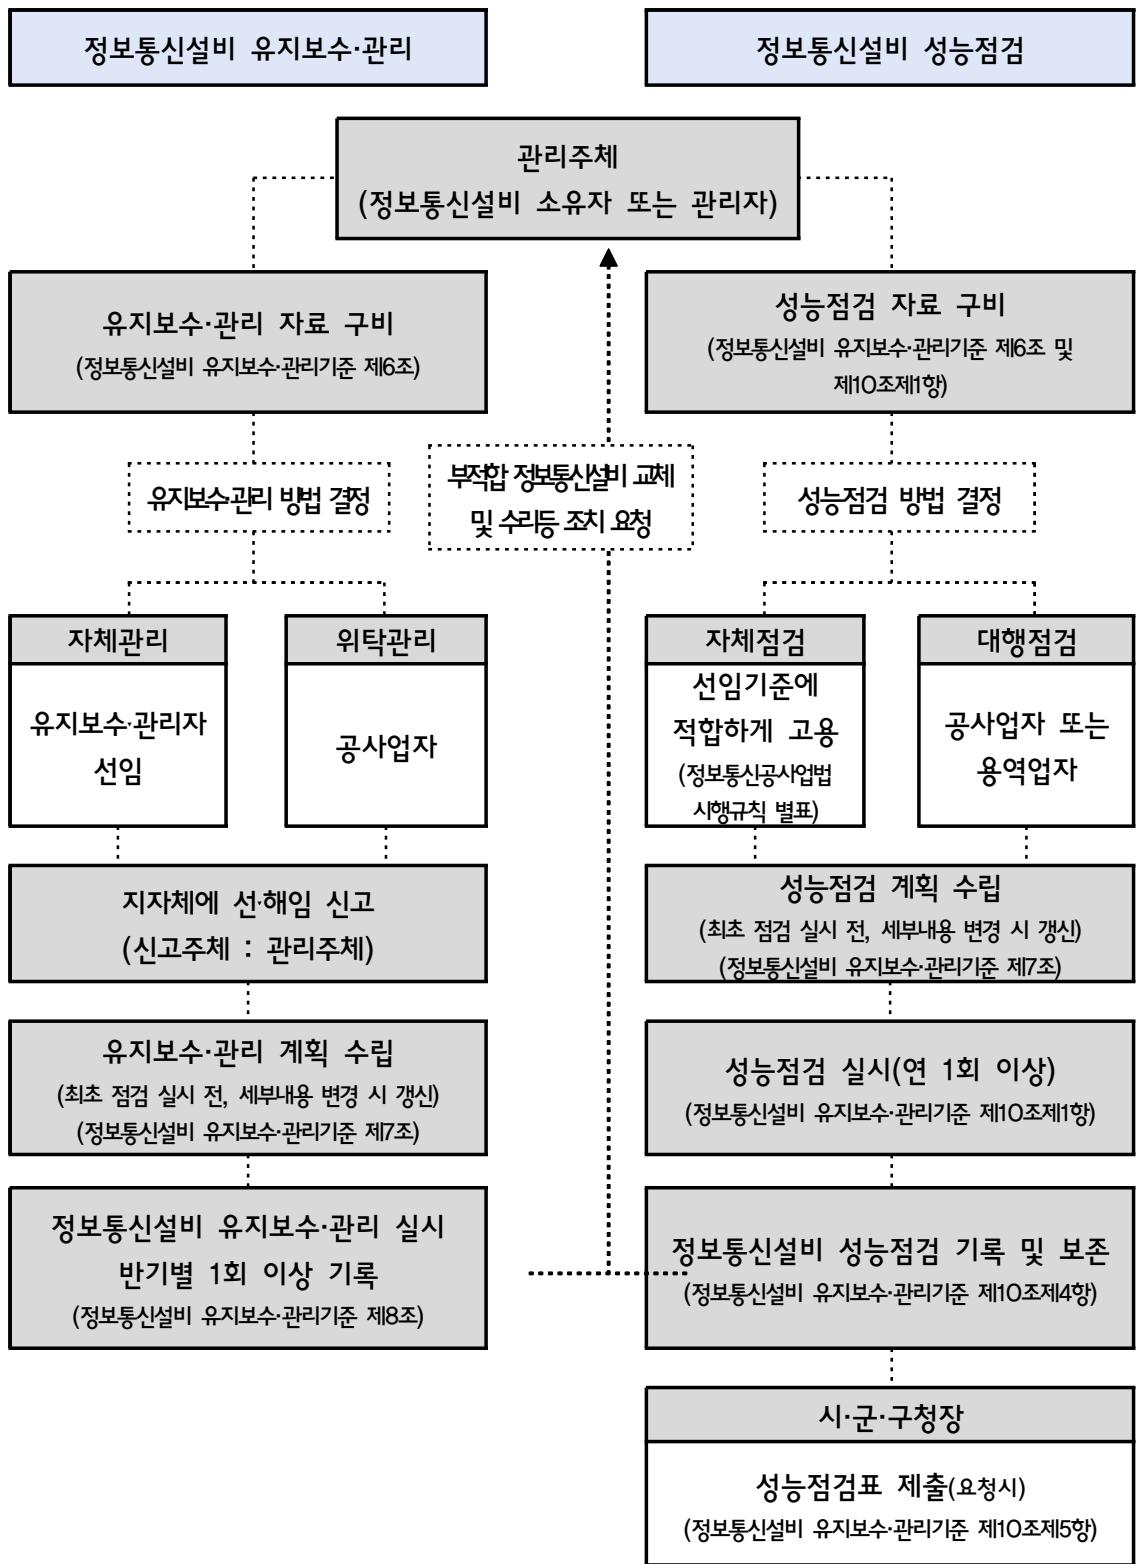 정보통신설비 유지보수·관리
정보통신설비 성능점검
관리주체
(정보통신설비 소유자 또는 관리자)
유지보수·관리 자료 구비
(정보통신설비 유지보수·관리기준 제6조)
성능점검 자료 구비
(정보통신설비 유지보수·관리기준 제6조 및
제10조제1항)
유지보수·관리 방법 결정
부적합 정보통신설비 교체
및 수리등 조치 요청
성능점검 방법 결정
자체관리
유지보수·관리자
선임
위탁관리
공사업자
자체점검
선임기준에
적합하게 고용
(정보통신공사업법
시행규칙 별표)
대행점검
공사업자 또는
용역업자
지자체에 선·해임 신고
(신고주체 : 관리주체)
성능점검 계획 수립
(최초 점검 실시 전, 세부내용 변경 시 갱신)
(정보통신설비 유지보수·관리기준 제7조)
유지보수·관리 계획 수립
(최초 점검 실시 전, 세부내용 변경 시 갱신)
(정보통신설비 유지보수·관리기준 제7조)
성능점검 실시(연 1회 이상)
(정보통신설비 유지보수·관리기준 제10조제1항)
정보통신설비 유지보수·관리 실시
반기별 1회 이상 기록
(정보통신설비 유지보수·관리기준 제8조)
정보통신설비 성능점검 기록 및 보존
(정보통신설비 유지보수·관리기준 제10조제4항)
시·군·구청장
성능점검표 제출(요청시)
(정보통신설비 유지보수·관리기준 제10조제5항)